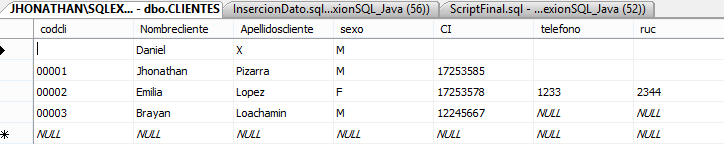 JHONATHAN\SQLEX... - dbo.CLIENTES InsercionDato.sql...xionSQL_Java (56)) ScriptFinal.sql - ...exionSQL_Java (52))
codcli Nombrecliente Apellidoscliente sexo CI telefono ruc
Daniel X M
00001 Jhonathan Pizarra M 17253585
00002 Emilia Lopez F 17253578 1233 2344
00003 Brayan Loachamin M 12245667 NULL NULL
NULL NULL NULL NULL NULL NULL NULL